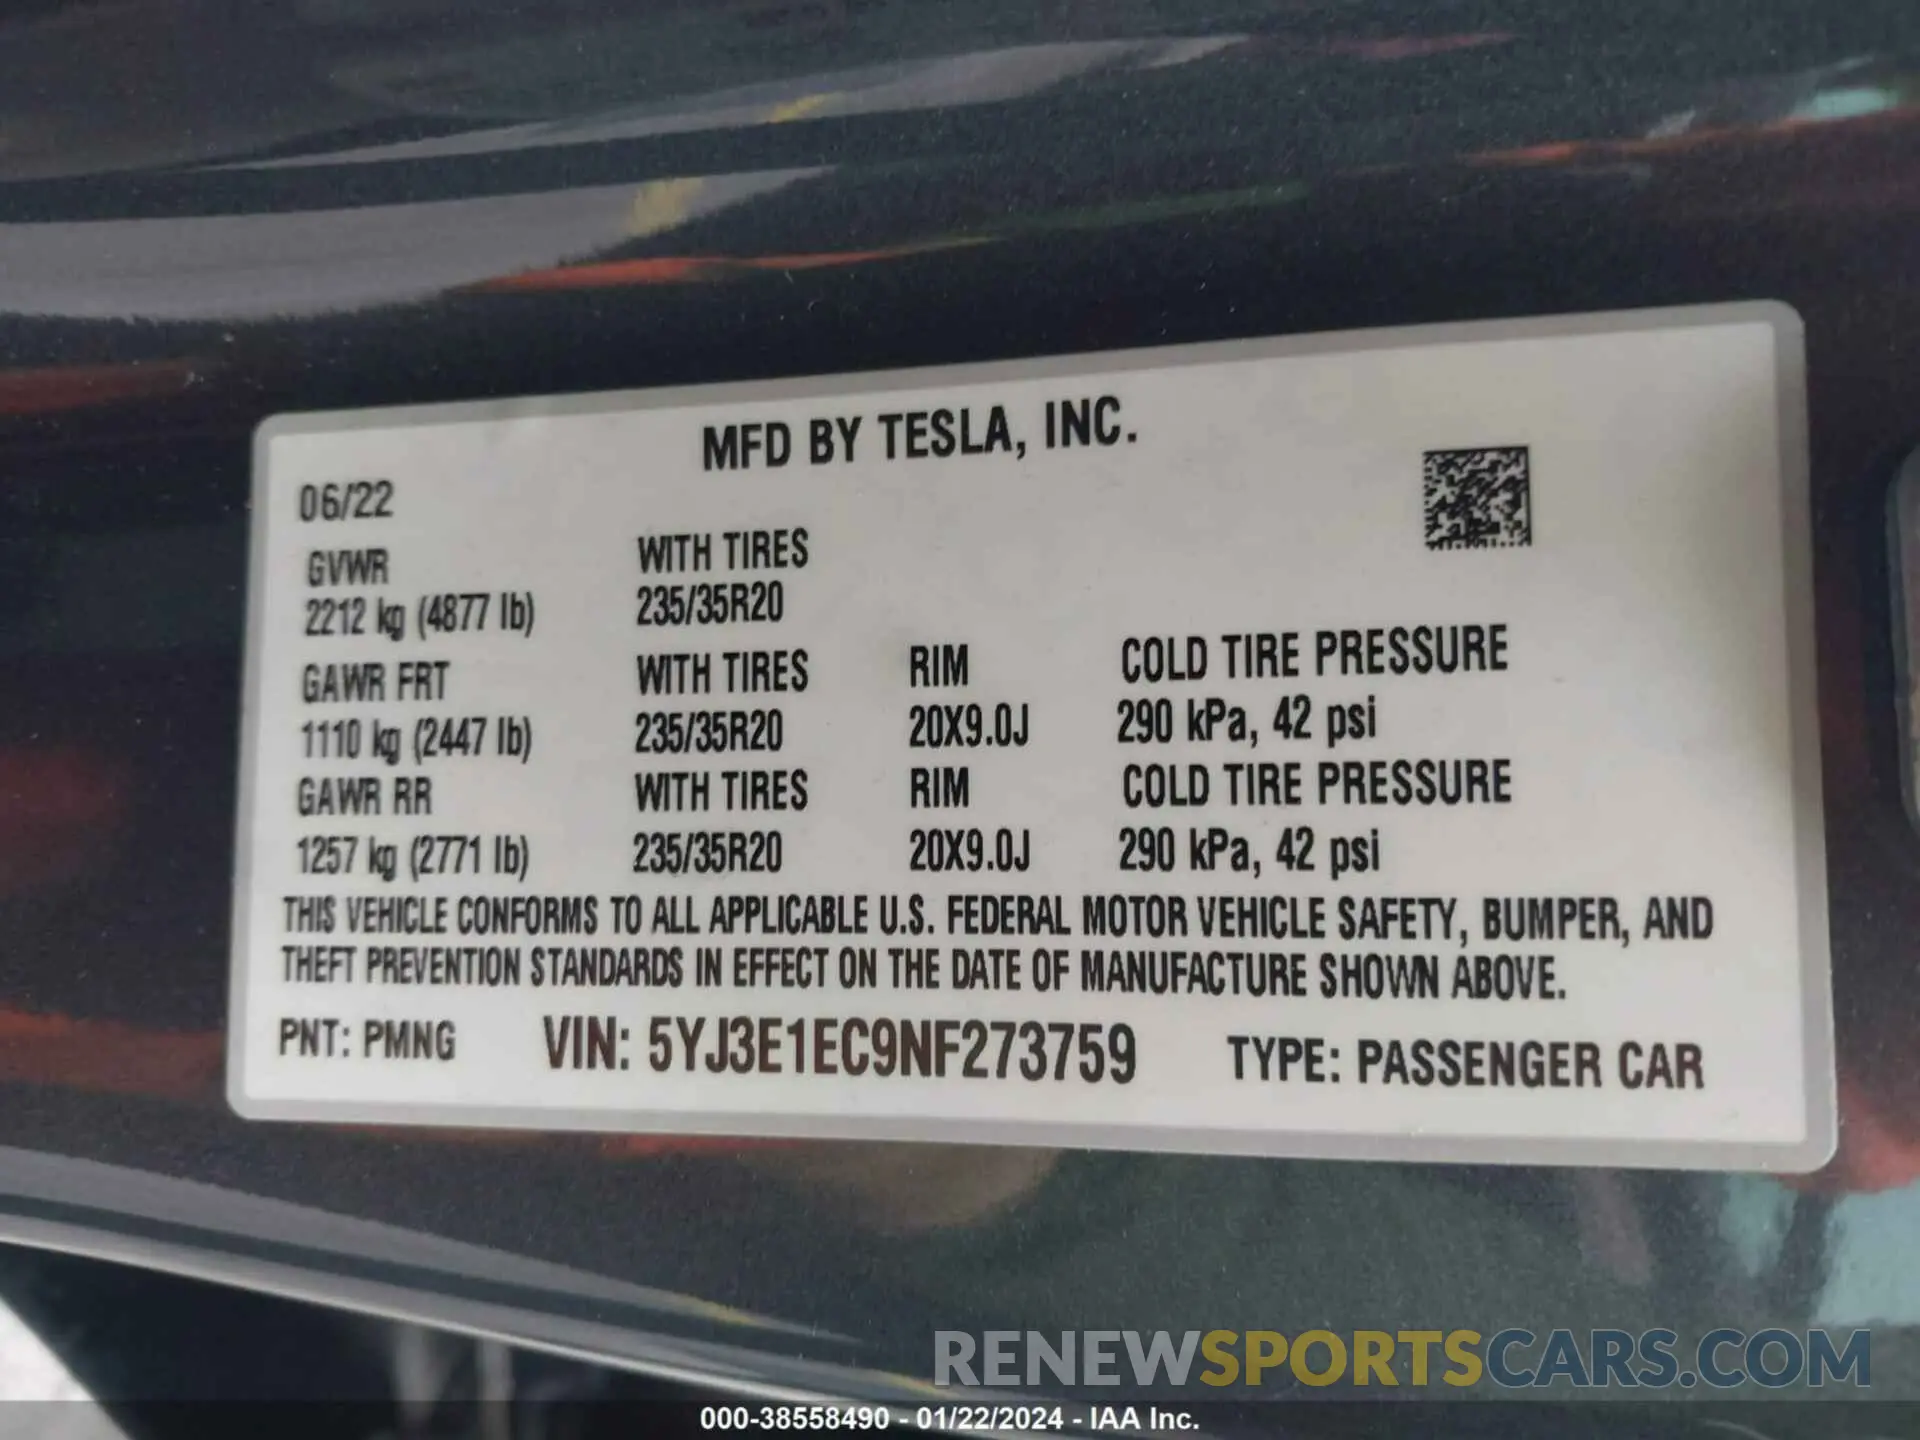 MFD BY TESLA, INC.
06/22
GVWR WITH TIRES
2212 kg (4877 lb) 235/35R20
GAWR FRT WITH TIRES RIM COLD TIRE PRESSURE
1110 kg (2447 lb) 235/35R20 20X9.0J 290 kPa, 42 psi
GAWR RR WITH TIRES RIM COLD TIRE PRESSURE
1257 kg (2771 lb) 235/35R20 20X9.0J 290 kPa, 42 psi
THIS VEHICLE CONFORMS TO ALL APPLICABLE U.S. FEDERAL MOTOR VEHICLE SAFETY, BUMPER, AND
THEFT PREVENTION STANDARDS IN EFFECT ON THE DATE OF MANUFACTURE SHOWN ABOVE.
PNT: PMNG VIN: 5YJ3E1EC9NF273759 TYPE: PASSENGER CAR
RENEWSPORTSCARS.COM
000-38558490 - 01/22/2024 - IAA Inc.